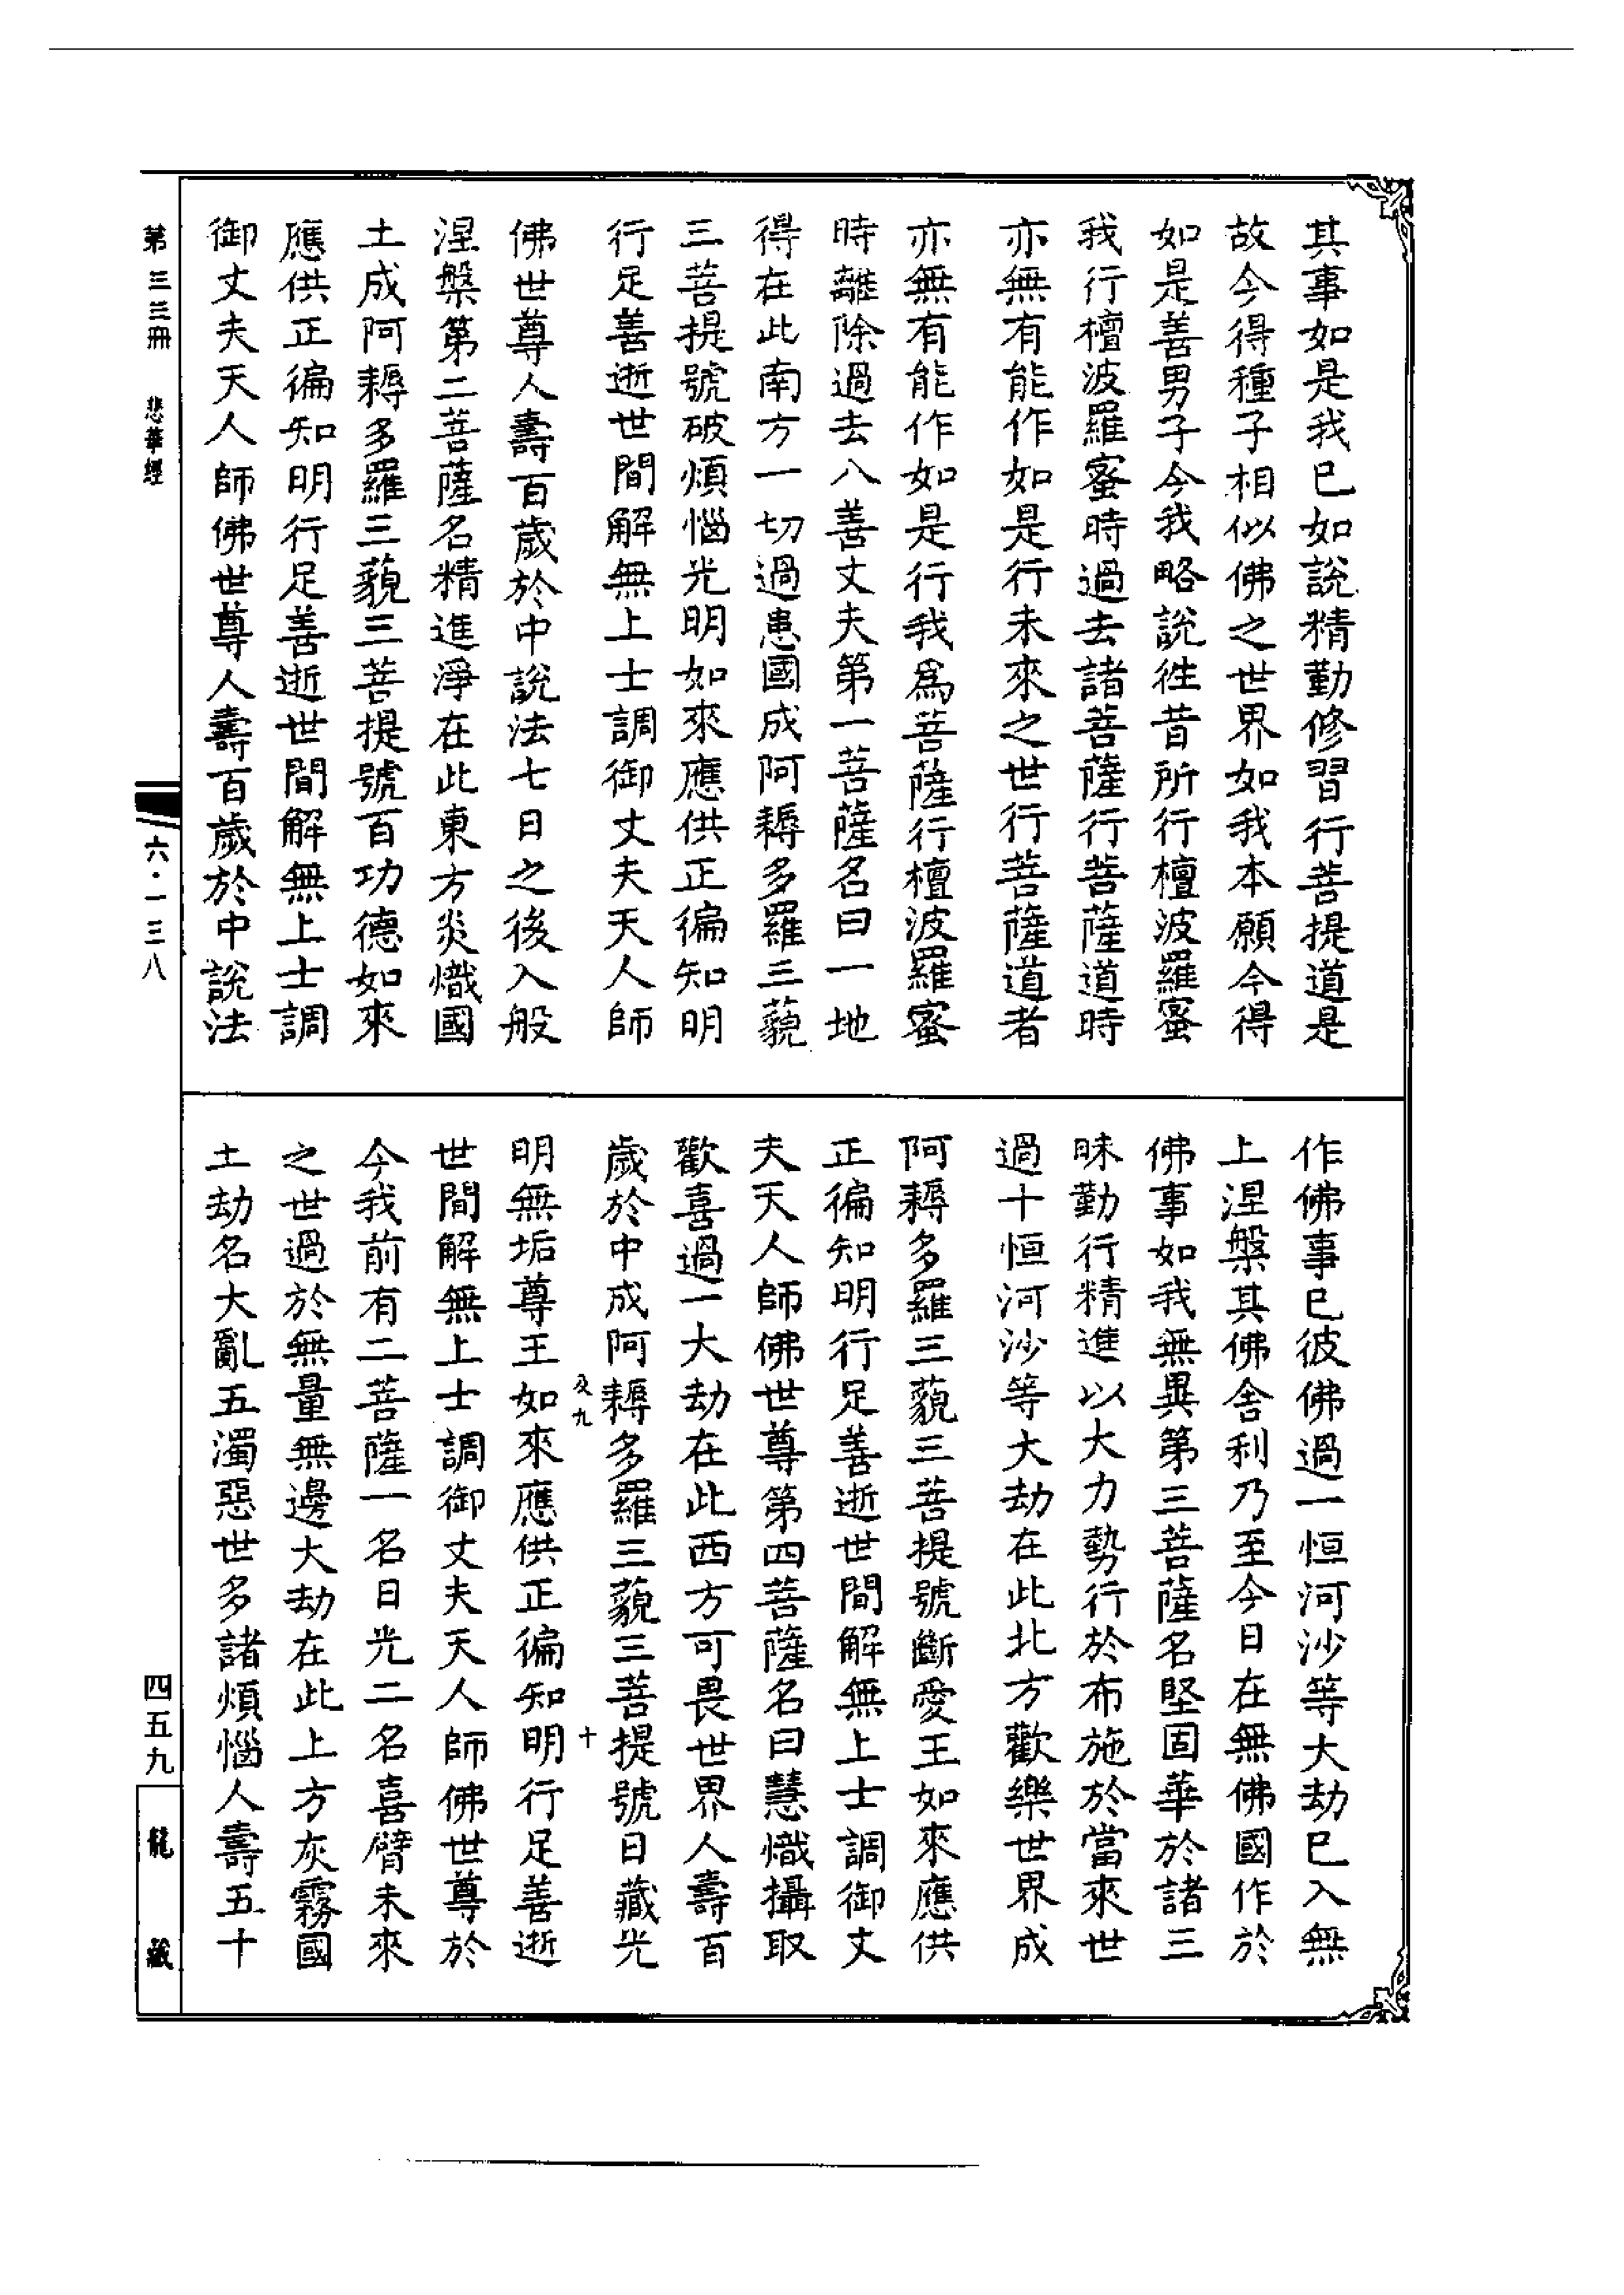 其事如是我已如說精勤修習行菩提道是
故今得種子相似佛之世界如我本願今得
如是善男子今我略說徃昔所行檀波羅蜜
我行檀波羅蜜時過去諸菩薩行菩薩道時
亦無有能作如是行未來之世行菩薩道者
亦無有能作如是行我爲菩薩行檀波羅蜜
時離除過去八善丈夫第一菩薩名曰一地
得在此南方一切過患國成阿耨多羅三藐
三菩提號破煩惱光明如來應供正徧知明
行足善逝世間解無上士調御丈夫天人師
佛世尊人壽百歲於中說法七日之後入般
涅槃第二菩薩名精進淨在此東方炎熾國
土成阿耨多羅三藐三菩提號百功德如來
應供正徧知明行足善逝世間解無上士調
御丈夫天人師佛世尊人壽百歲於中說法
作佛事已彼佛過一恒河沙等大劫已入無
上涅槃其佛舍利乃至今日在無佛國作於
佛事如我無異第三菩薩名堅固華於諸三
昧勤行精進以大力勢行於布施於當來世
過十恒河沙等大劫在此北方歡樂世界成
阿耨多羅三藐三菩提號斷愛王如來應供
正徧知明行足善逝世間解無上士調御丈
夫天人師佛世尊第四菩薩名曰慧熾攝取
歡喜過一大劫在此西方可畏世界人壽百
歲於中成阿耨多羅三藐三菩提號日藏光
及九
十
明無垢尊王如來應供正徧知明行足善逝
世間解無上士調御丈夫天人師佛世尊於
今我前有二菩薩一名日光二名喜臂未來
之世過於無量無邊大劫在此上方灰霧國
土劫名大亂五濁惡世多諸煩惱人壽五十
第三三冊 悲華經
六·一三八
四五九
龍藏